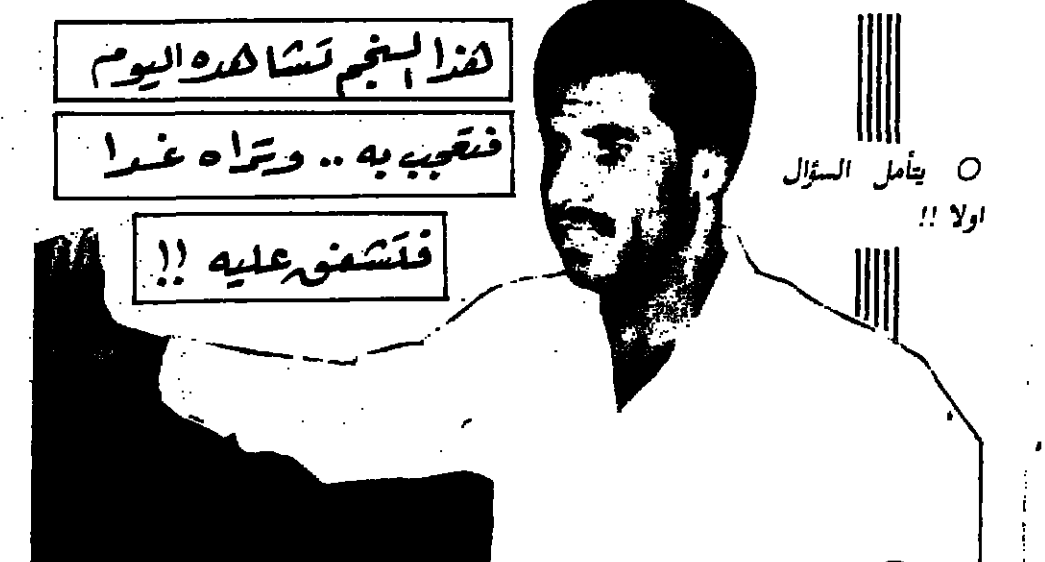 هذا النجم تشاهده اليوم
فتعجب به .. وتراه غدا
فتشفق عليه !!
○ يتأمل السؤال
اولا !!